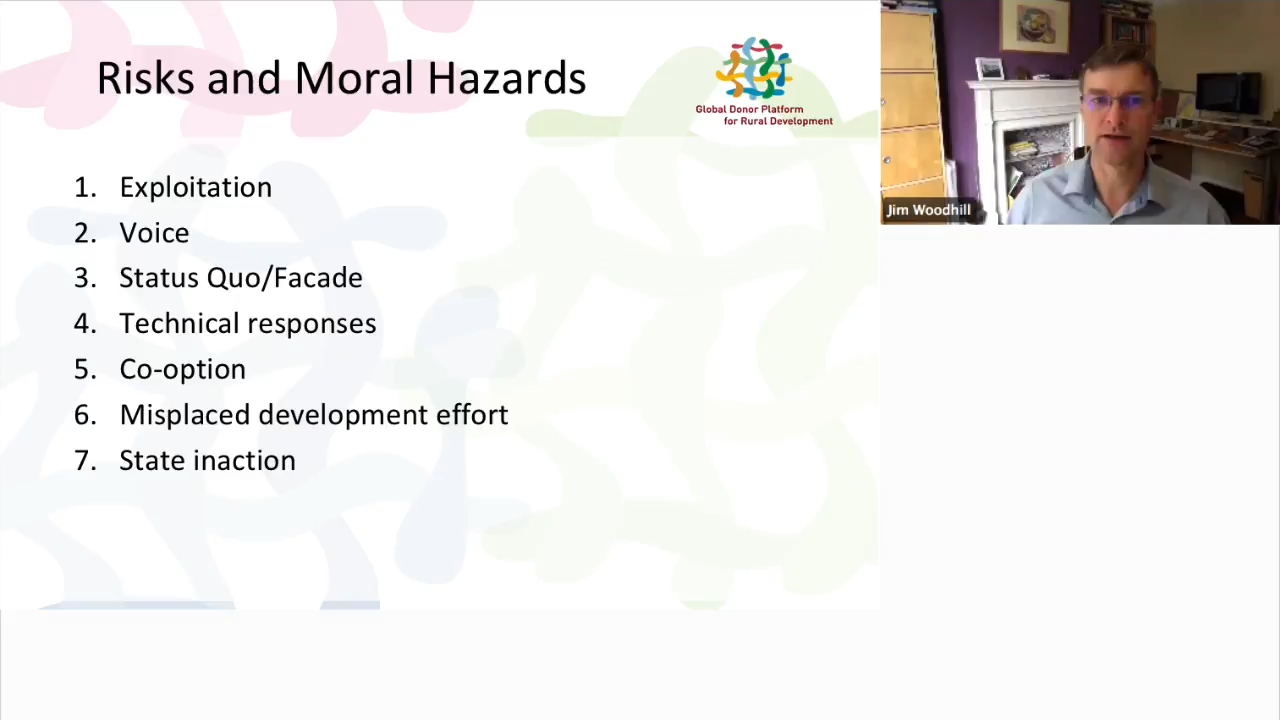 Risks and Moral Hazards
Global Donor Platform
for Rural Development
1. Exploitation
2. Voice
3. Status Quo/Facade
4. Technical responses
5. Co-option
6. Misplaced development effort
7. State inaction
Jim Woodhill